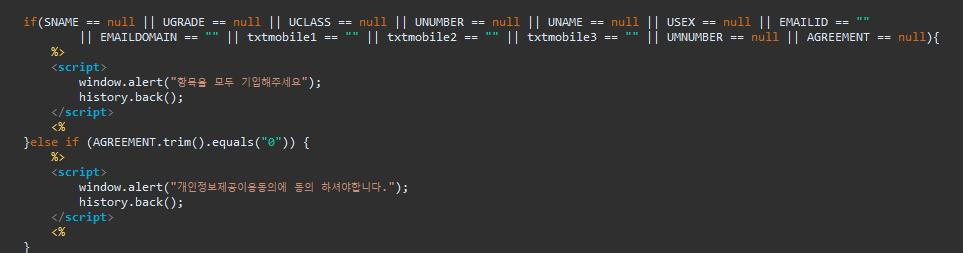 if(SNAME == null || UGRADE == null || UCLASS == null || UNUMBER == null || UNAME == null || USEX == null || EMAILID == ""
|| EMAILDOMAIN == "" || txtmobile1 == "" || txtmobile2 == "" || txtmobile3 == "" || UMNUMBER == null || AGREEMENT == null){
%>
<script>
window.alert("항목을 모두 기입해주세요");
history.back();
</script>
<%
}else if (AGREEMENT.trim().equals("0")) {
%>
<script>
window.alert("개인정보제공이용동의에 동의 하셔야합니다.");
history.back();
</script>
<%
}